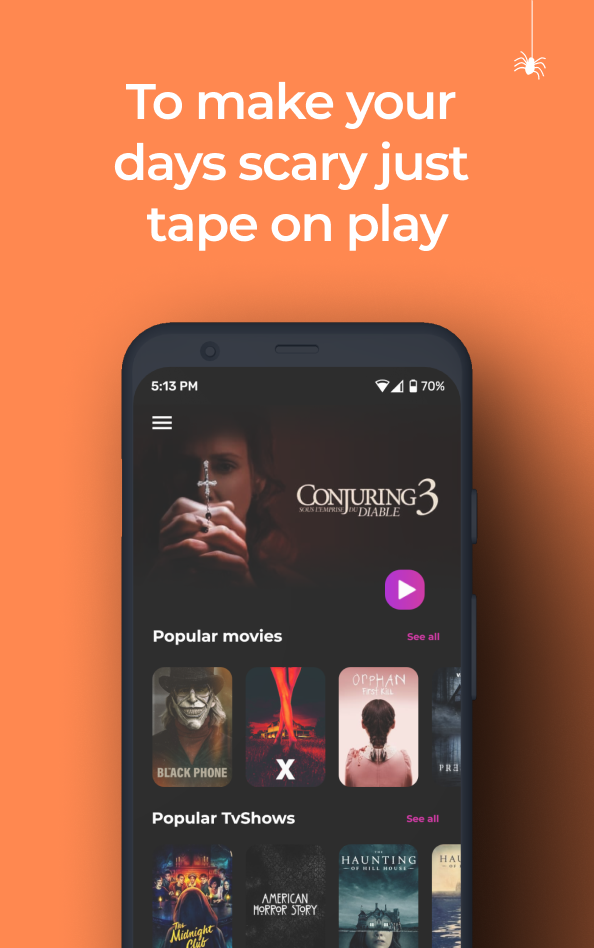 To make your
days scary just
tape on play
5:13 PM
70%
CONJURING 3
SOUS L'EMPRISE DU DIABLE
Popular movies
See all
BLACK PHONE
X
ORPHAN
FIRST KILL
PRE
Popular TvShows
See all
The
Midnight
Club
AMERICAN
HORROR STORY
THE
HAUNTING
OF HILL HOUSE
HAU